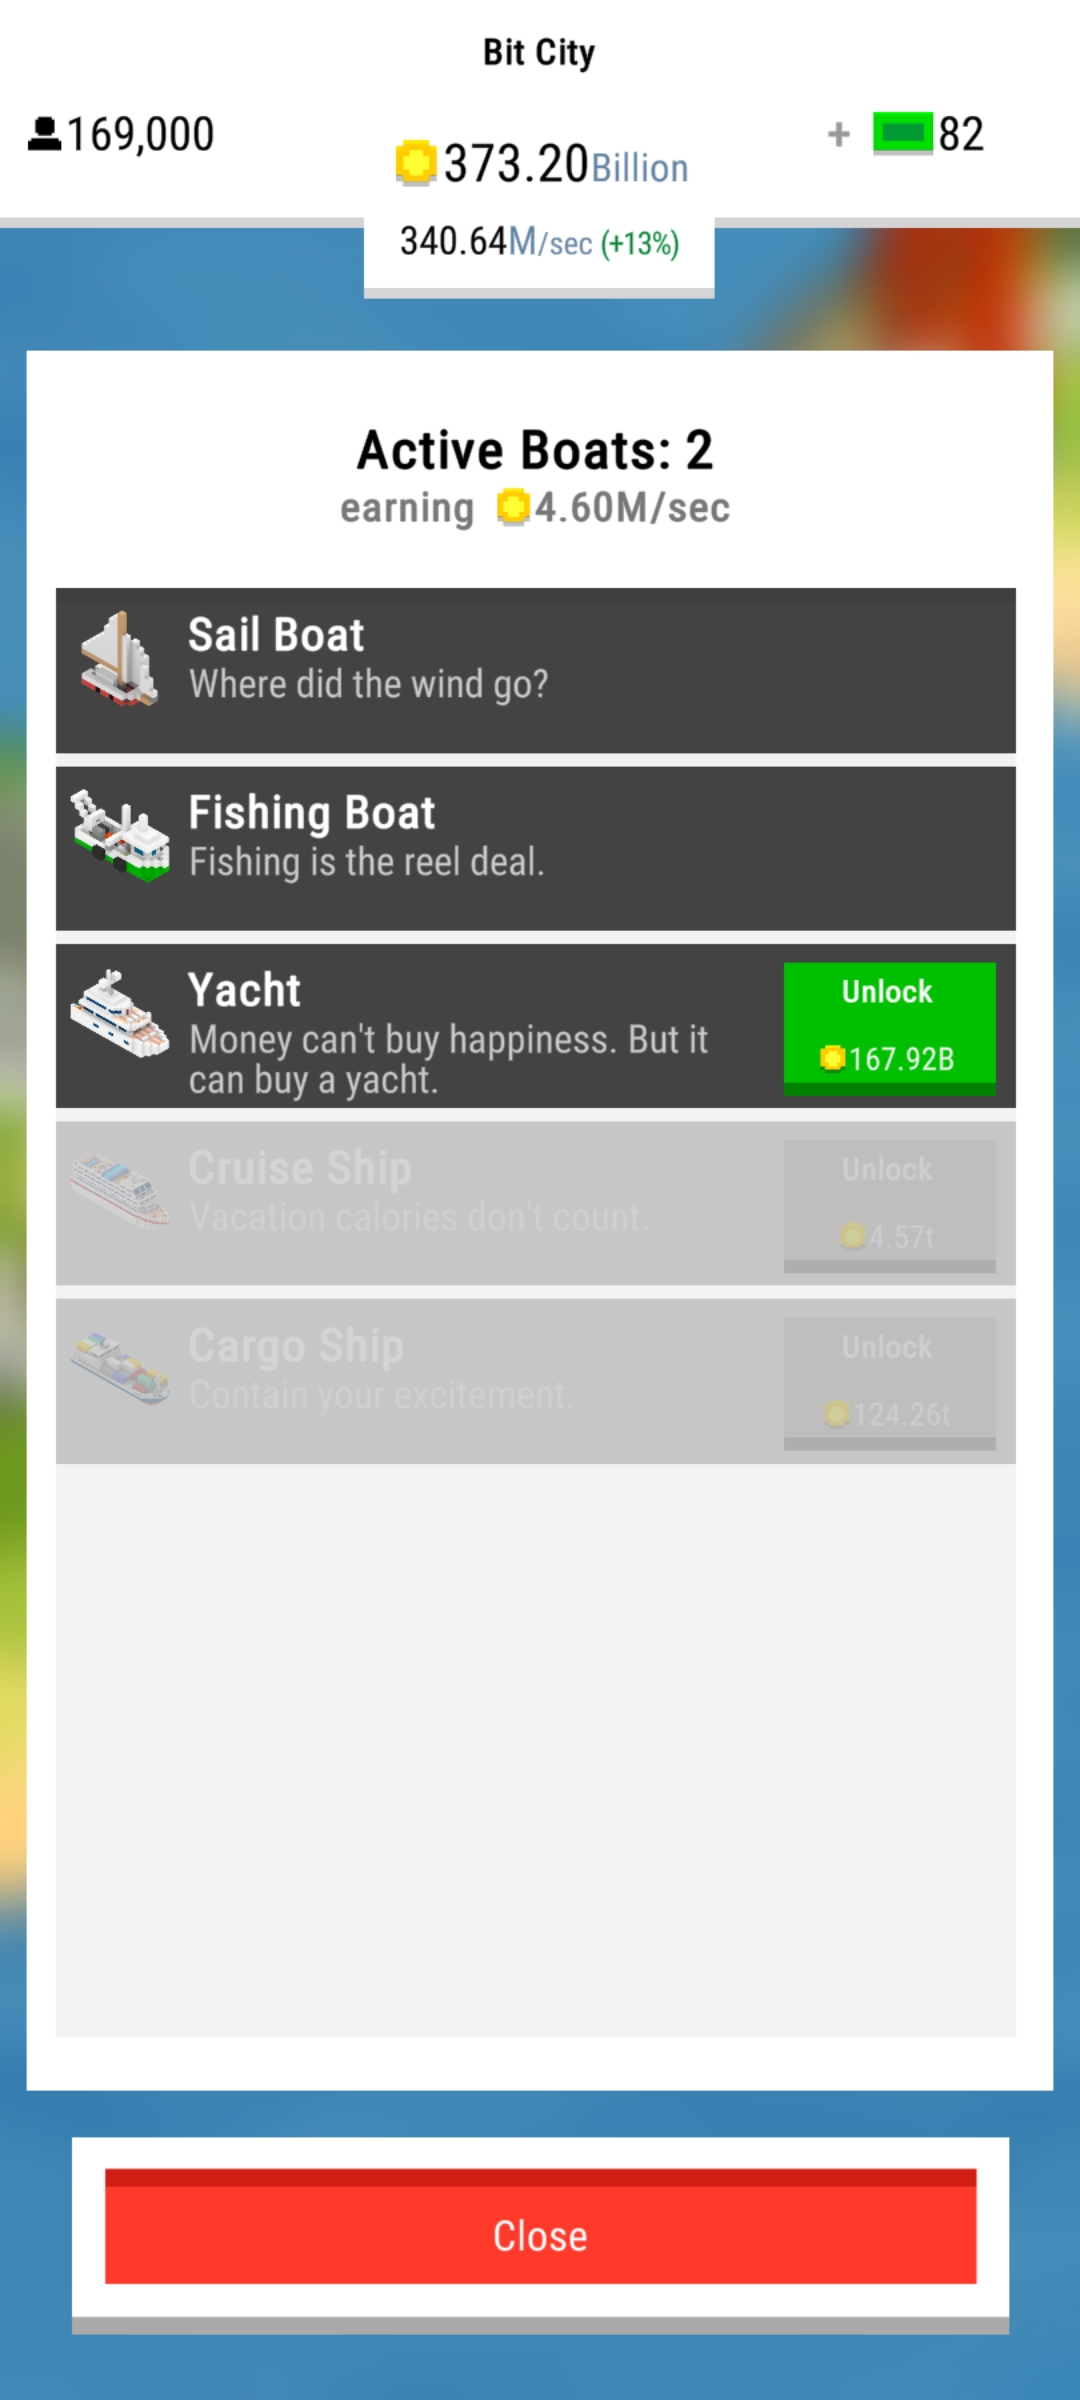 Bit City
169,000
373.20Billion
+ 82
340.64M/sec (+13%)
Active Boats: 2
earning 4.60M/sec
Sail Boat
Where did the wind go?
Fishing Boat
Fishing is the reel deal.
Yacht
Money can't buy happiness. But it
can buy a yacht.
Unlock
167.92B
Cruise Ship
Vacation calories don't count.
Unlock
4.57t
Cargo Ship
Contain your excitement.
Unlock
124.26t
Close